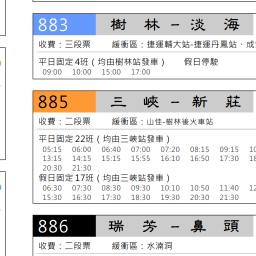 883 樹林-淡海
收費：三段票 緩衝區：捷運輔大站-捷運丹鳳站、成
平日固定4班（均由樹林站發車） 假日停駛
09:00 10:00 15:00 17:00
885 三峽-新莊
收費：二段票 緩衝區：山佳-樹林後火車站
平日固定22班（均由三峽站發車）
05:15 06:00 06:40 07:00 07:20 08:15 09:15 10
13:15 14:15 15:15 15:55 16:10 16:50 17:30 18
20:30 21:30
假日固定17班（均由三峽站發車）
06:30 07:30 08:30 09:30 10:10 10:50 11:40 12
15:30 16:30 17:30 18:00 19:30 20:30 21:30
886 瑞芳-鼻頭
收費：二段票 緩衝區：水湳洞